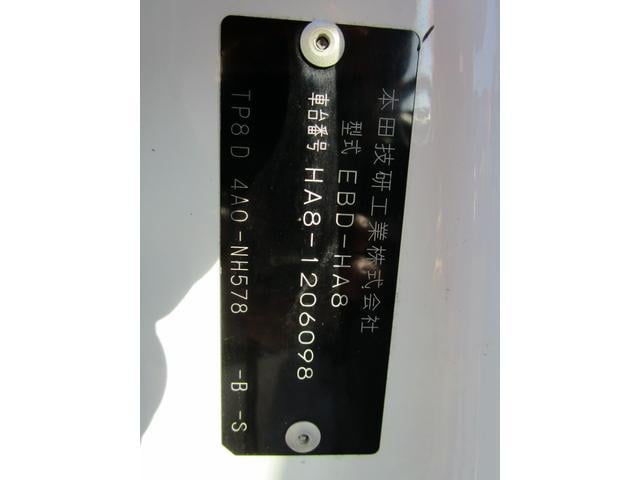 本田技研工業株式会社
型式 EBD-HA8
車台番号 HA8-1206098
TP8D 4A0-NH578 -B -S